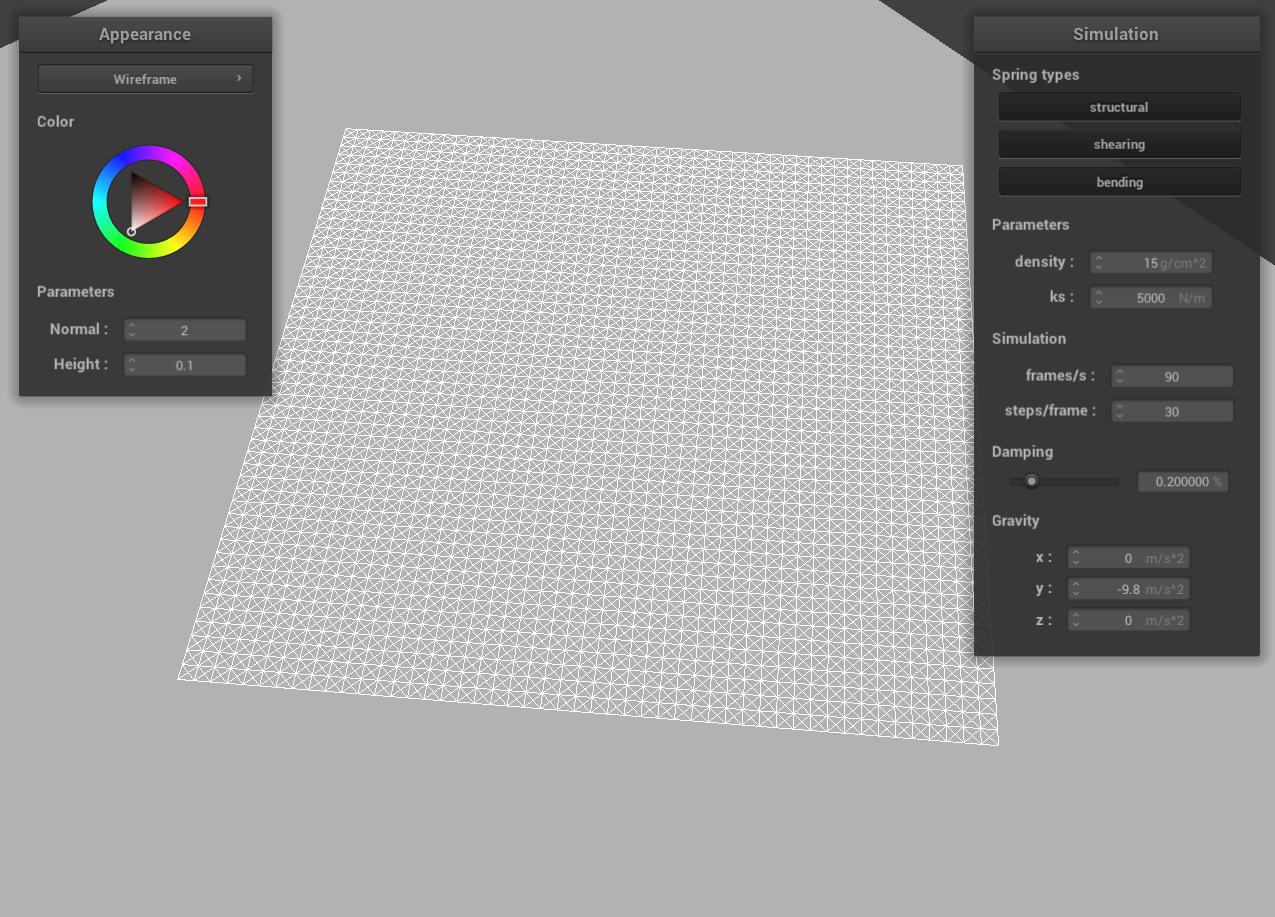 Appearance
Wireframe
Color
Parameters
Normal : 2
Height : 0.1
Simulation
Spring types
structural
shearing
bending
Parameters
density : 15 g/cm^2
ks : 5000 N/m
Simulation
frames/s : 90
steps/frame : 30
Damping
0.200000 %
Gravity
x : 0 m/s^2
y : -9.8 m/s^2
z : 0 m/s^2